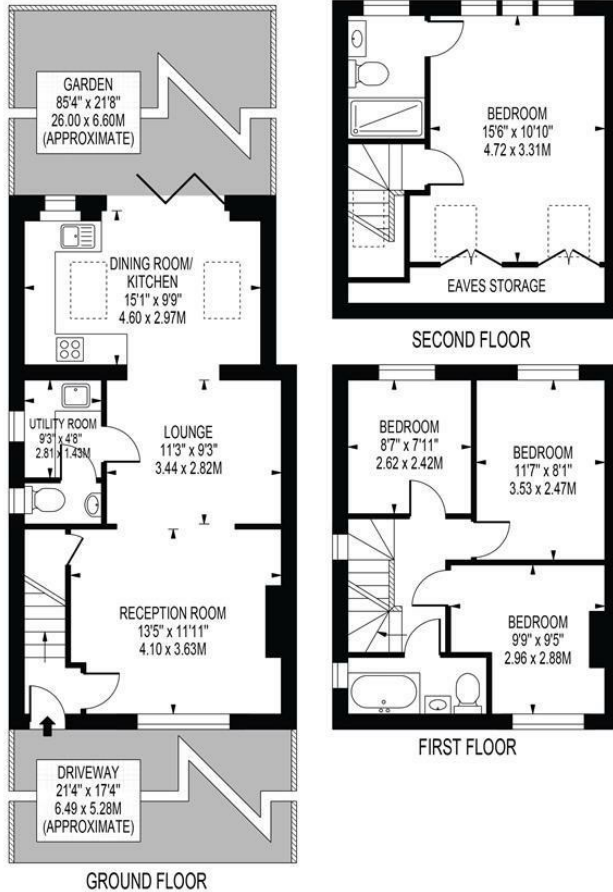 GARDEN
85'4" x 21'8"
26.00 x 6.60M
(APPROXIMATE)
DINING ROOM/
KITCHEN
15'1" x 9'9"
4.60 x 2.97M
UTILITY ROOM
9'3" x 4'8"
2.81 x 1.43M
LOUNGE
11'3" x 9'3"
3.44 x 2.82M
RECEPTION ROOM
13'5" x 11'11"
4.10 x 3.63M
DRIVEWAY
21'4" x 17'4"
6.49 x 5.28M
(APPROXIMATE)
GROUND FLOOR
BEDROOM
15'6" x 10'10"
4.72 x 3.31M
EAVES STORAGE
SECOND FLOOR
BEDROOM
8'7" x 7'11"
2.62 x 2.42M
BEDROOM
11'7" x 8'1"
3.53 x 2.47M
BEDROOM
9'9" x 9'5"
2.96 x 2.88M
FIRST FLOOR